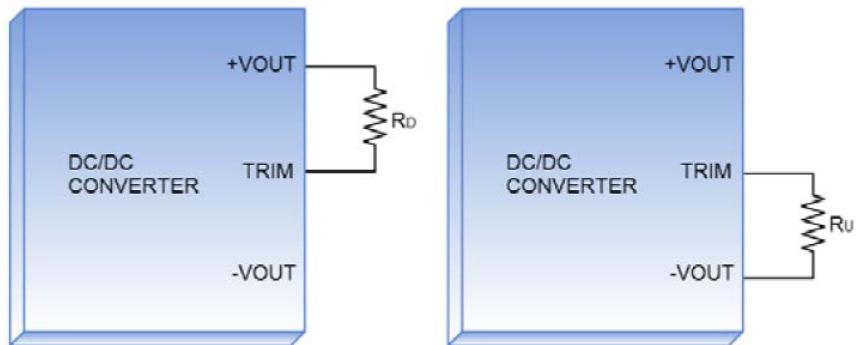 +VOUT
RD
DC/DC
CONVERTER
TRIM
-VOUT
+VOUT
DC/DC
CONVERTER
TRIM
RU
-VOUT